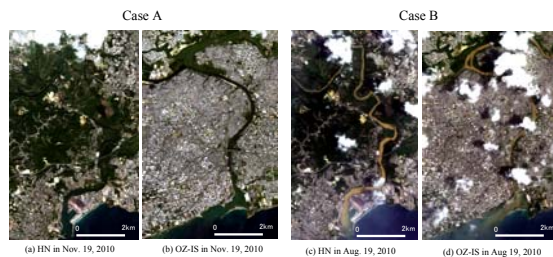 Case A
Case B
0 2km
0 2km
0 2km
0 2km
(a) HN in Nov. 19, 2010
(b) OZ-IS in Nov. 19, 2010
(c) HN in Aug. 19, 2010
(d) OZ-IS in Aug 19, 2010